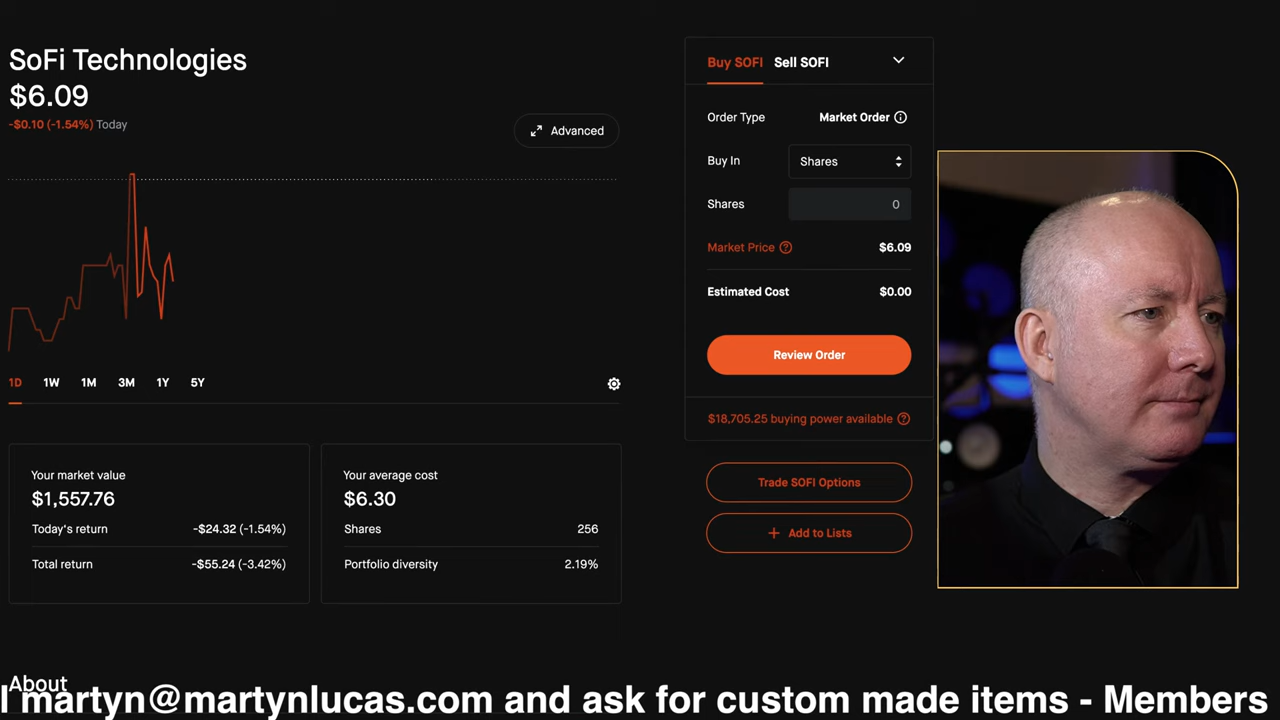 SoFi Technologies
$6.09
-$0.10 (-1.54%) Today
Advanced
1D 1W 1M 3M 1Y 5Y
Your market value
$1,557.76
Today's return -$24.32 (-1.54%)
Total return -$55.24 (-3.42%)
Your average cost
$6.30
Shares 256
Portfolio diversity 2.19%
Buy SOFI Sell SOFI
Order Type Market Order
Buy In Shares
Shares 0
Market Price $6.09
Estimated Cost $0.00
Review Order
$18,705.25 buying power available
Trade SOFI Options
+ Add to Lists
About
l martyn@martynlucas.com and ask for custom made items - Members